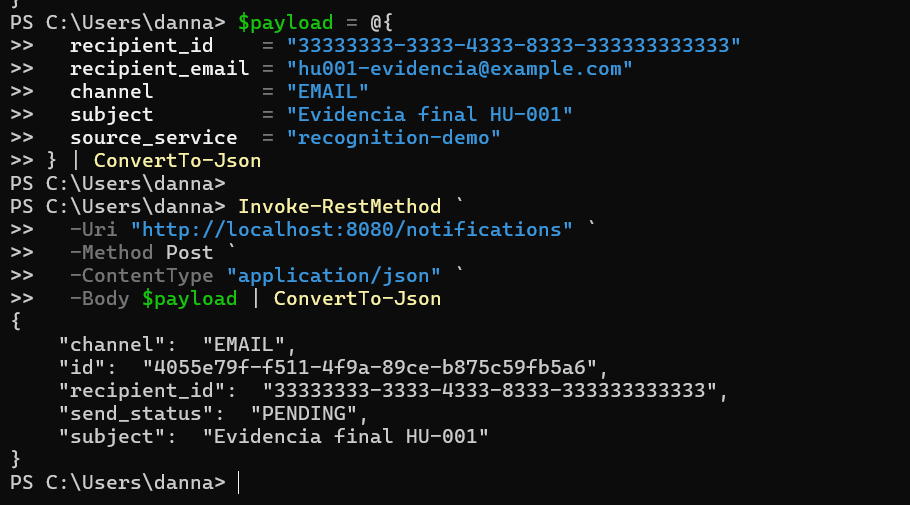 }
PS C:\Users\danna> $payload = @{
>>   recipient_id    = "33333333-3333-4333-8333-333333333333"
>>   recipient_email = "hu001-evidencia@example.com"
>>   channel         = "EMAIL"
>>   subject         = "Evidencia final HU-001"
>>   source_service  = "recognition-demo"
>> } | ConvertTo-Json
PS C:\Users\danna>
PS C:\Users\danna> Invoke-RestMethod `
>>   -Uri "http://localhost:8080/notifications" `
>>   -Method Post `
>>   -ContentType "application/json" `
>>   -Body $payload | ConvertTo-Json
{
    "channel":  "EMAIL",
    "id":  "4055e79f-f511-4f9a-89ce-b875c59fb5a6",
    "recipient_id":  "33333333-3333-4333-8333-333333333333",
    "send_status":  "PENDING",
    "subject":  "Evidencia final HU-001"
}
PS C:\Users\danna>